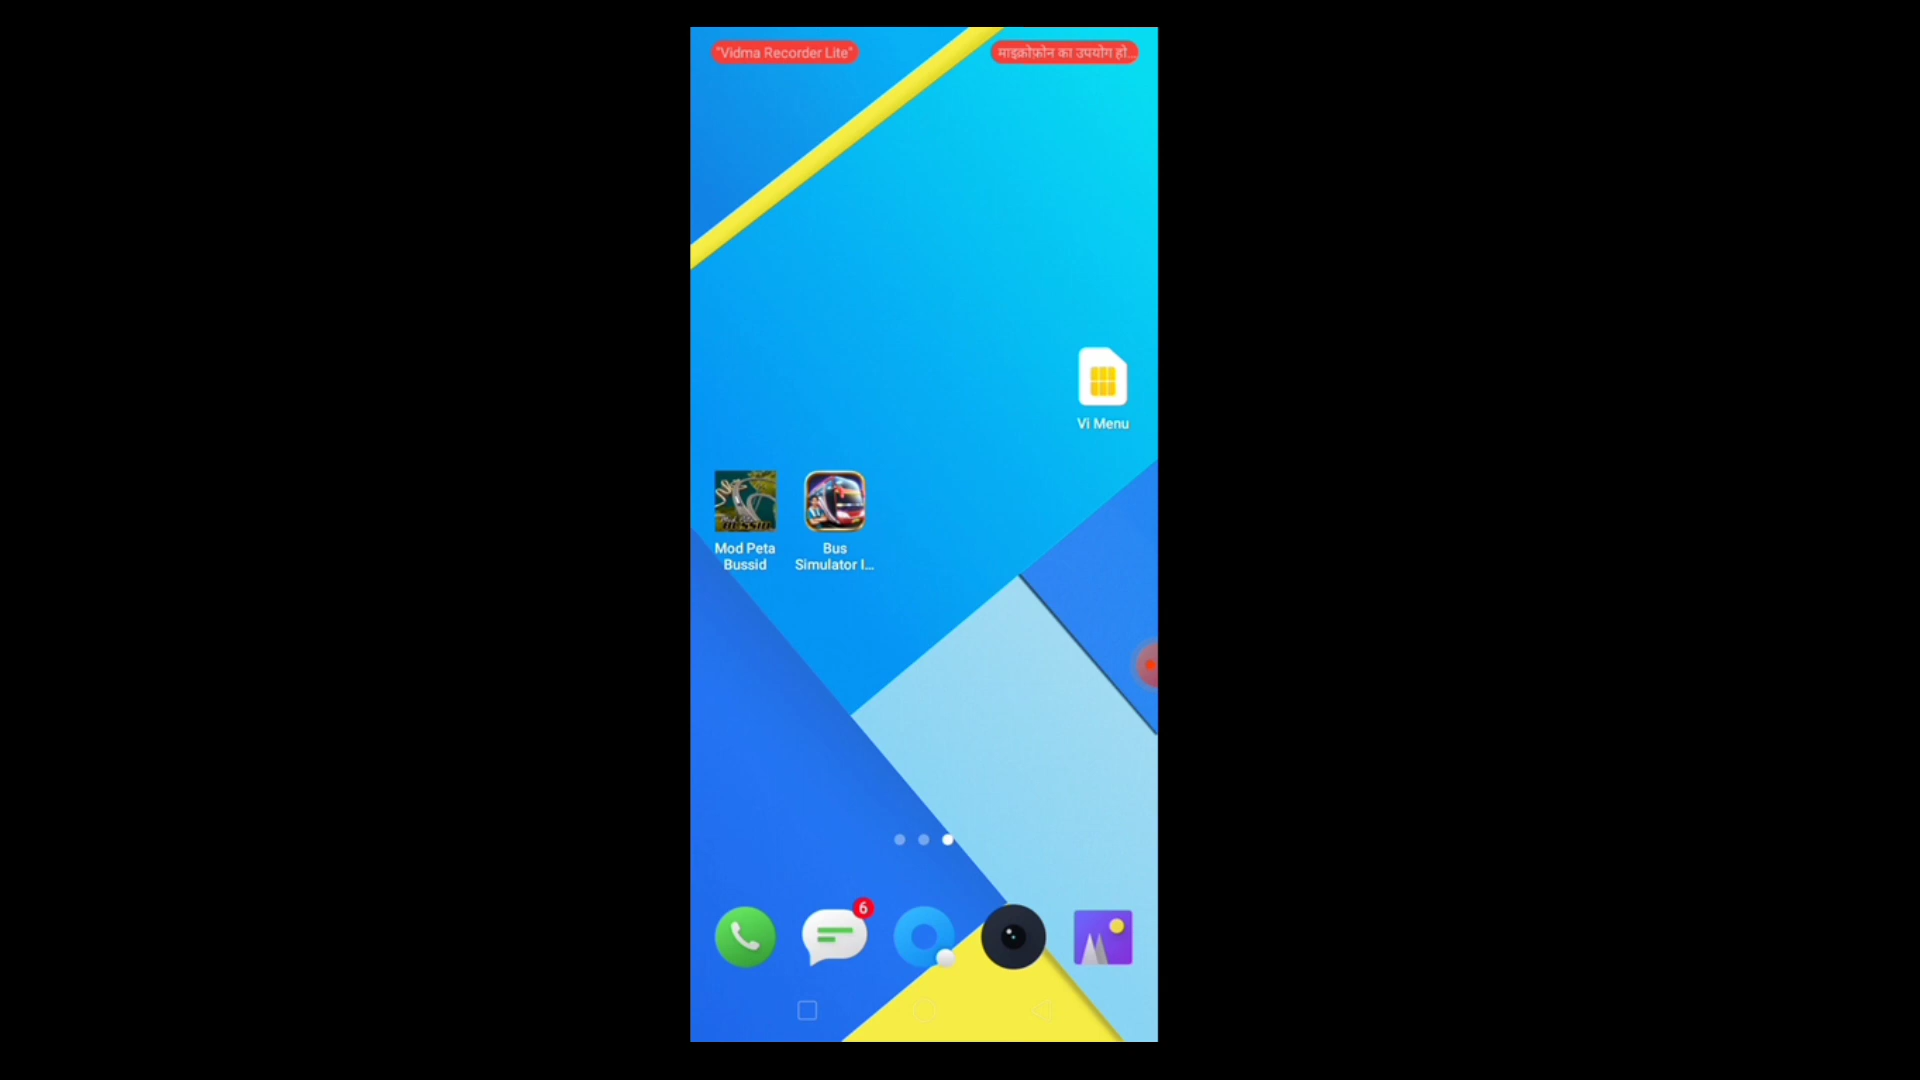 "Vidma Recorder Lite"
माइक्रोफ़ोन का उपयोग हो...
Vi Menu
Mod Peta
Bussid
Bus
Simulator I...
6